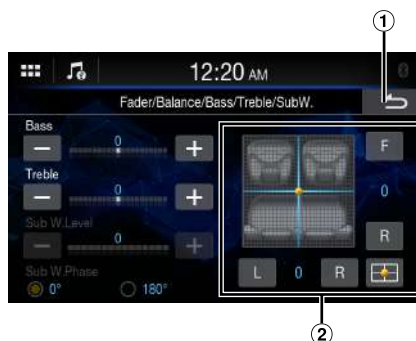 ①
12:20 AM
Fader/Balance/Bass/Treble/SubW.
Bass
0
Treble
0
Sub W.Level
0
Sub W.Phase
0°
180°
F
0
R
L
0
R
②